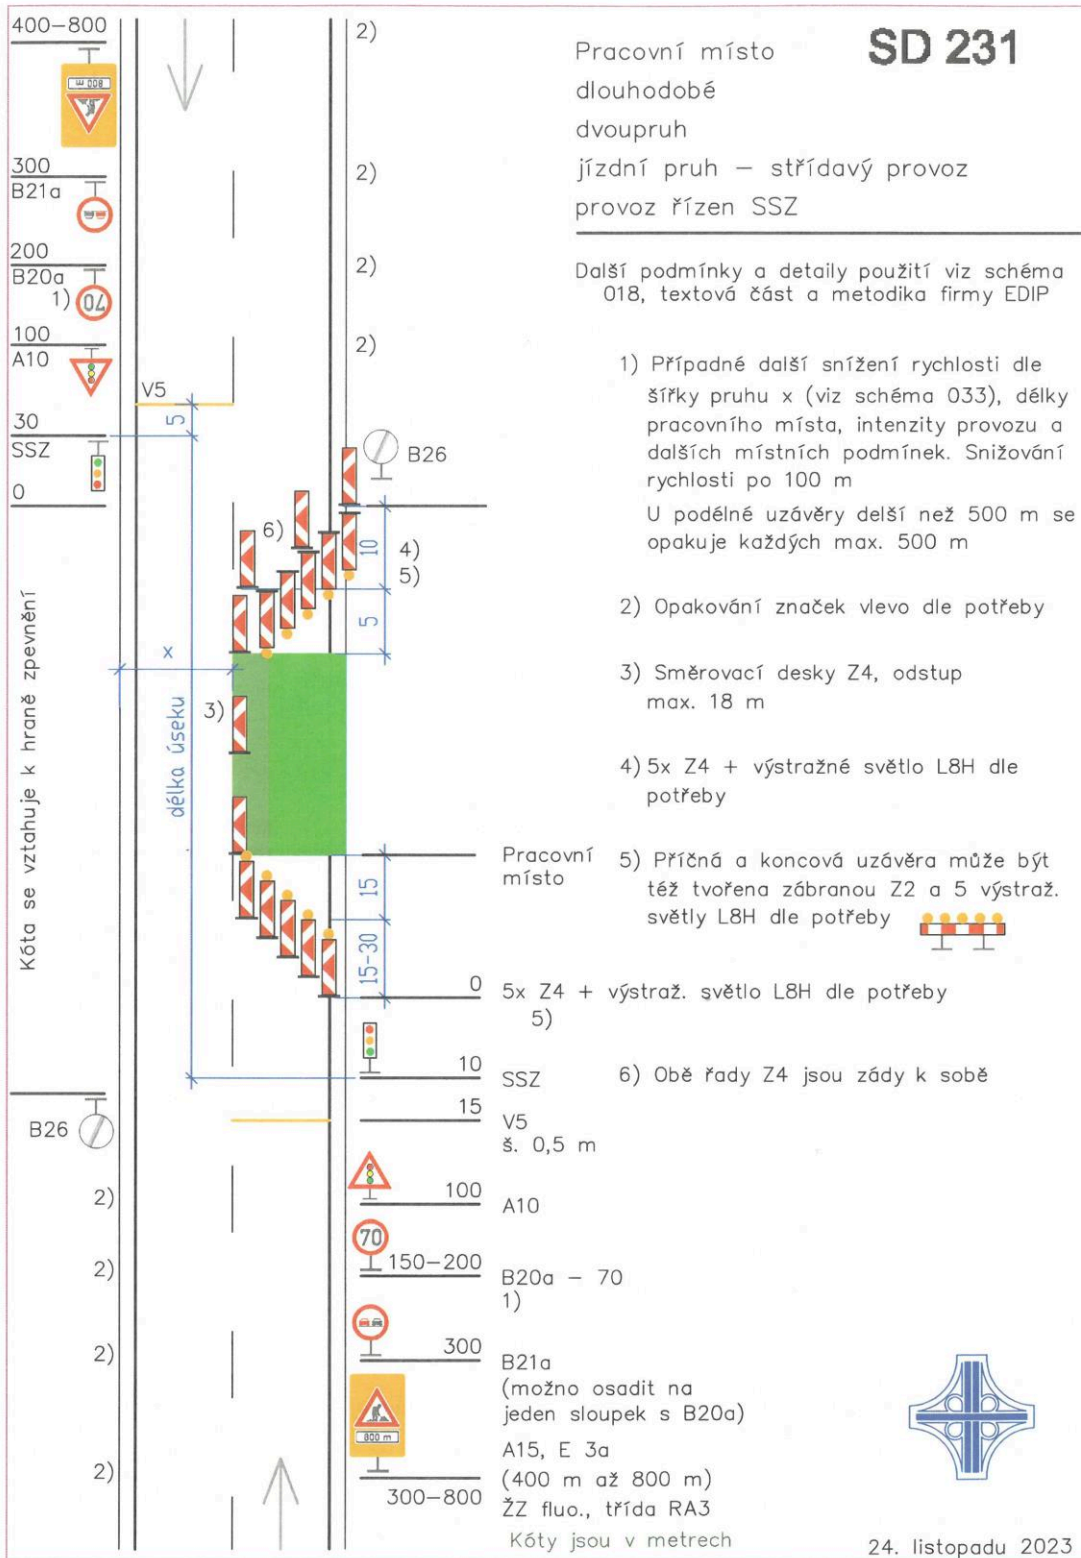 SD 231
Pracovní místo
dlouhodobé
dvoupruh
jízdní pruh – střídavý provoz
provoz řízen SSZ
Další podmínky a detaily použití viz schéma
018, textová část a metodika firmy EDIP
1) Případné další snížení rychlosti dle
šířky pruhu x (viz schéma 033), délky
pracovního místa, intenzity provozu a
dalších místních podmínek. Snižování
rychlosti po 100 m
U podélné uzávěry delší než 500 m se
opakuje každých max. 500 m
2) Opakování značek vlevo dle potřeby
3) Směrovací desky Z4, odstup
max. 18 m
4) 5x Z4 + výstražné světlo L8H dle
potřeby
5) Příčná a koncová uzávěra může být
též tvořena zábranou Z2 a 5 výstraž.
světly L8H dle potřeby
6) Obě řady Z4 jsou zády k sobě
400–800
800 m
300
B21a
200
B20a
1)
70
100
A10
V5
5
30
SSZ
0
2)
2)
2)
2)
B26
6)
10
4)
5)
5
x
3)
délka úseku
Kóta se vztahuje k hraně zpevnění
Pracovní
místo
15
15-30
0
5x Z4 + výstraž. světlo L8H dle potřeby
5)
10
SSZ
15
V5
š. 0,5 m
B26
100
A10
2)
70
150–200
B20a – 70
1)
2)
300
B21a
(možno osadit na
jeden sloupek s B20a)
2)
800 m
A15, E 3a
(400 m až 800 m)
2)
300–800
ŽZ fluo., třída RA3
Kóty jsou v metrech
24. listopadu 2023